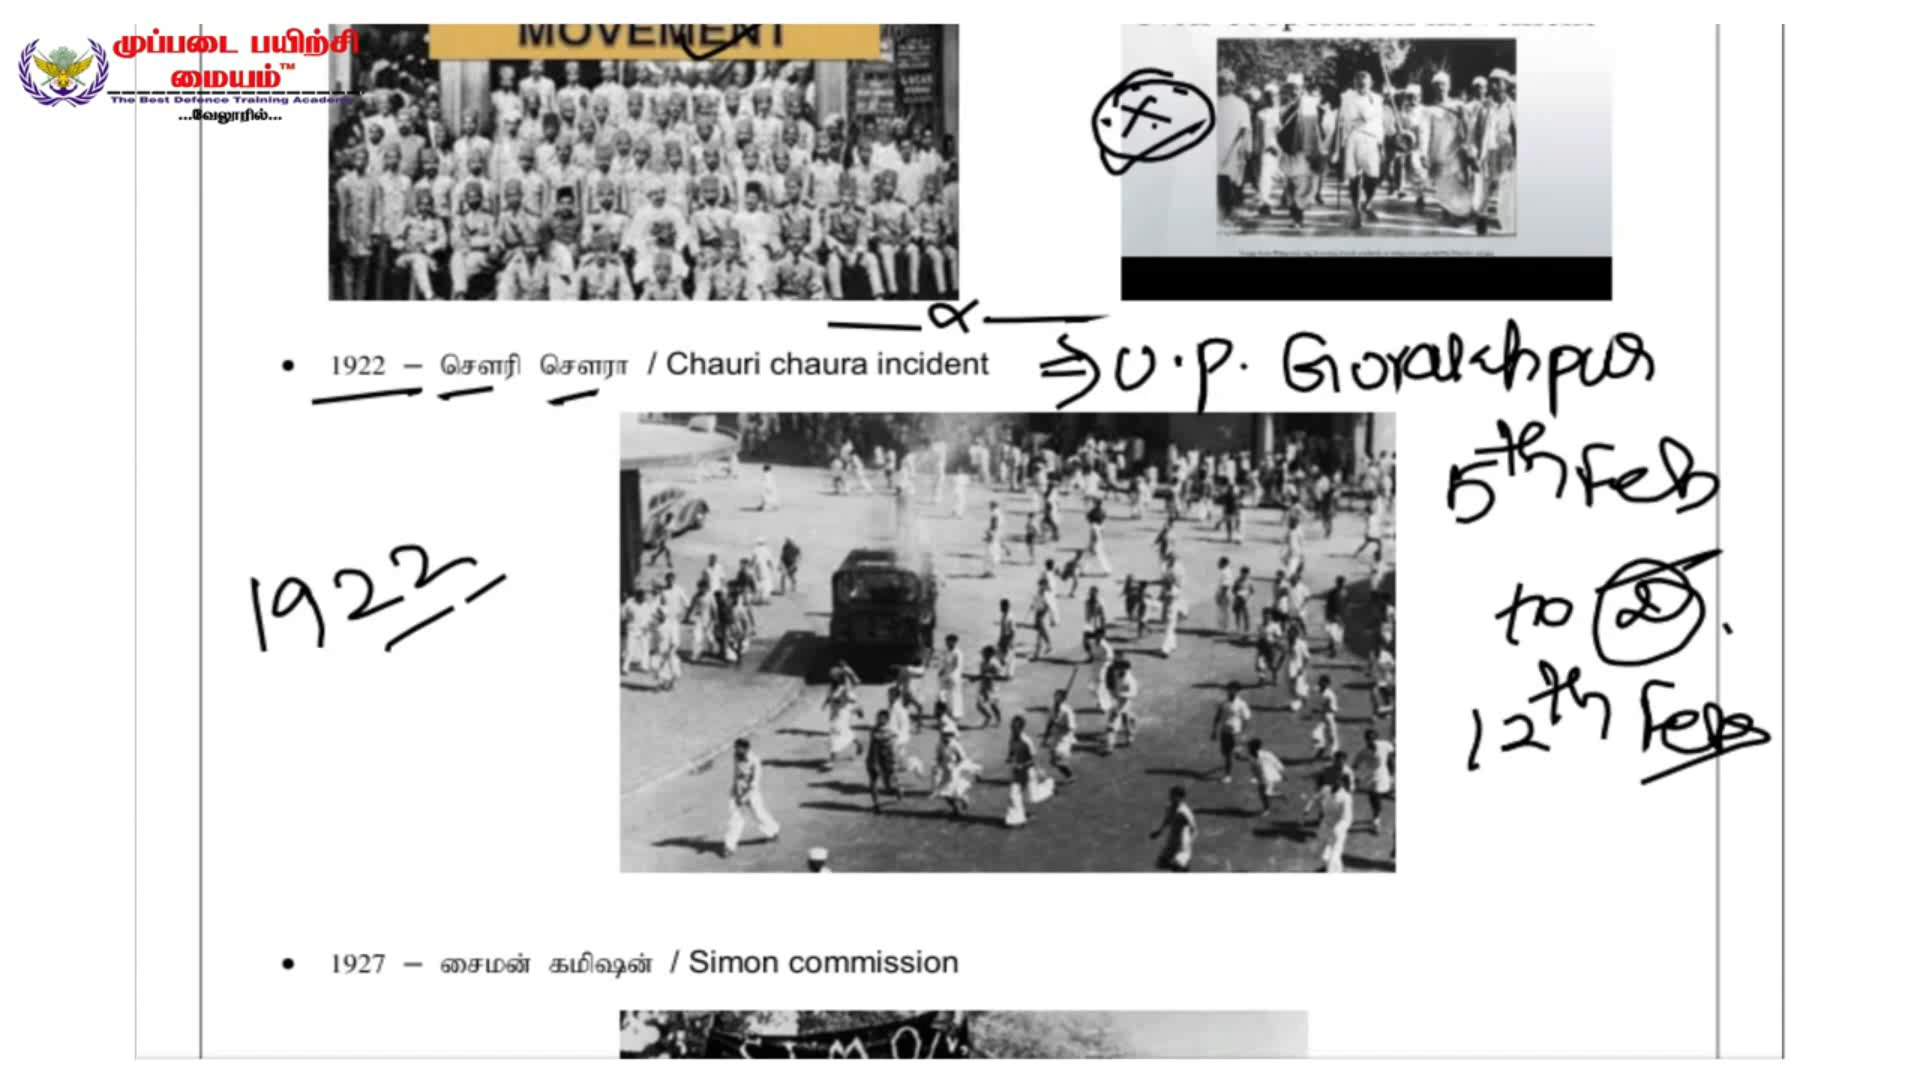 முப்படை பயிற்சி
மையம்™
The Best Defence Training Academy
...வேலூரில்...
MOVEMENT
1922 – சௌரி சௌரா / Chauri chaura incident
⇒ U.P. Gorakhpur
5th Feb
to
12th Feb
1922
1927 – சைமன் கமிஷன் / Simon commission
SIMON